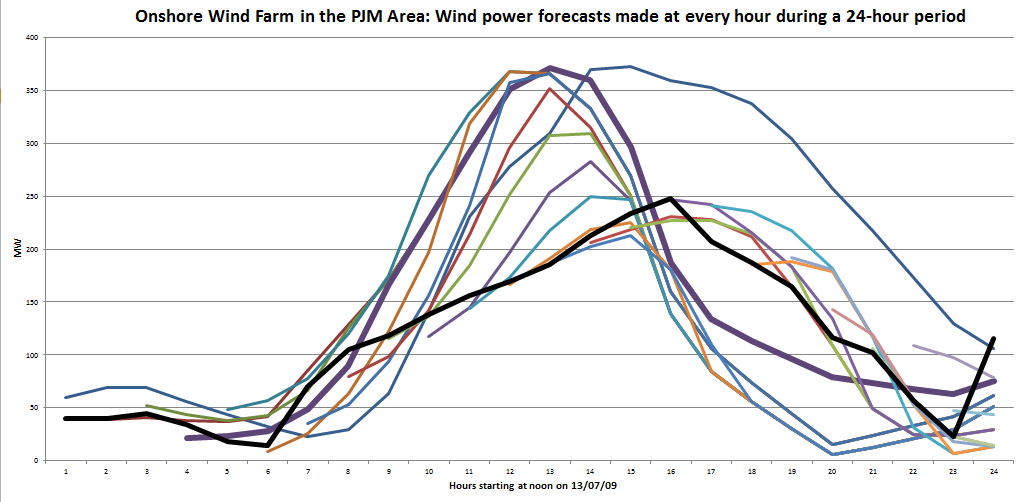 Onshore Wind Farm in the PJM Area: Wind power forecasts made at every hour during a 24-hour period
400
350
300
250
200
150
100
50
0
MW
1 2 3 4 5 6 7 8 9 10 11 12 13 14 15 16 17 18 19 20 21 22 23 24
Hours starting at noon on 13/07/09